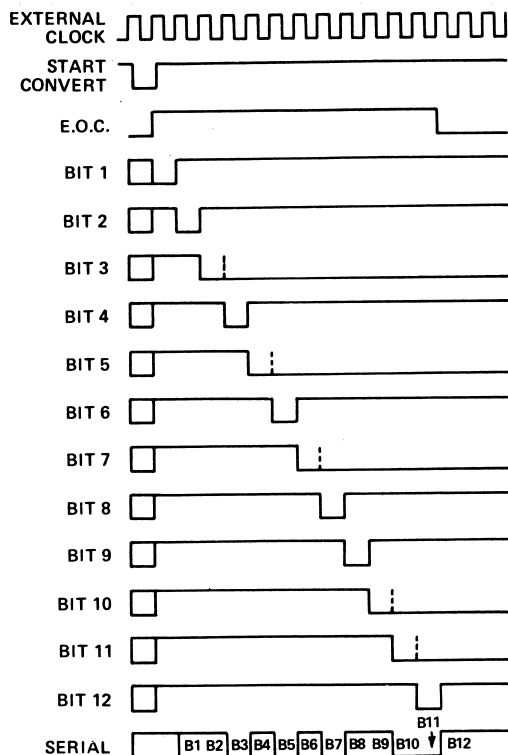 EXTERNAL
CLOCK
START
CONVERT
E.O.C.
BIT 1
BIT 2
BIT 3
BIT 4
BIT 5
BIT 6
BIT 7
BIT 8
BIT 9
BIT 10
BIT 11
BIT 12
B11
SERIAL B1 B2 B3 B4 B5 B6 B7 B8 B9 B10 B12